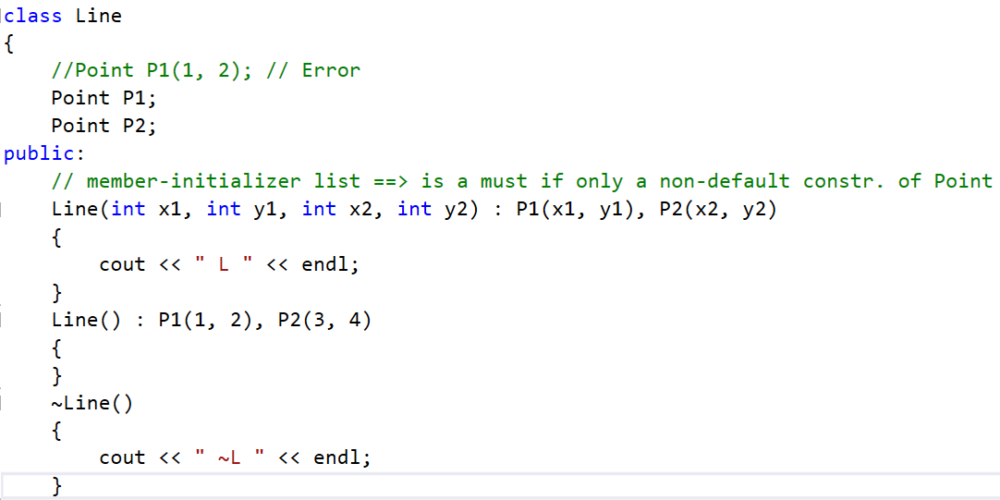 class Line
{
    //Point P1(1, 2); // Error
    Point P1;
    Point P2;
public:
    // member-initializer list ==> is a must if only a non-default constr. of Point
    Line(int x1, int y1, int x2, int y2) : P1(x1, y1), P2(x2, y2)
    {
        cout << " L " << endl;
    }
    Line() : P1(1, 2), P2(3, 4)
    {
    }
    ~Line()
    {
        cout << " ~L " << endl;
    }